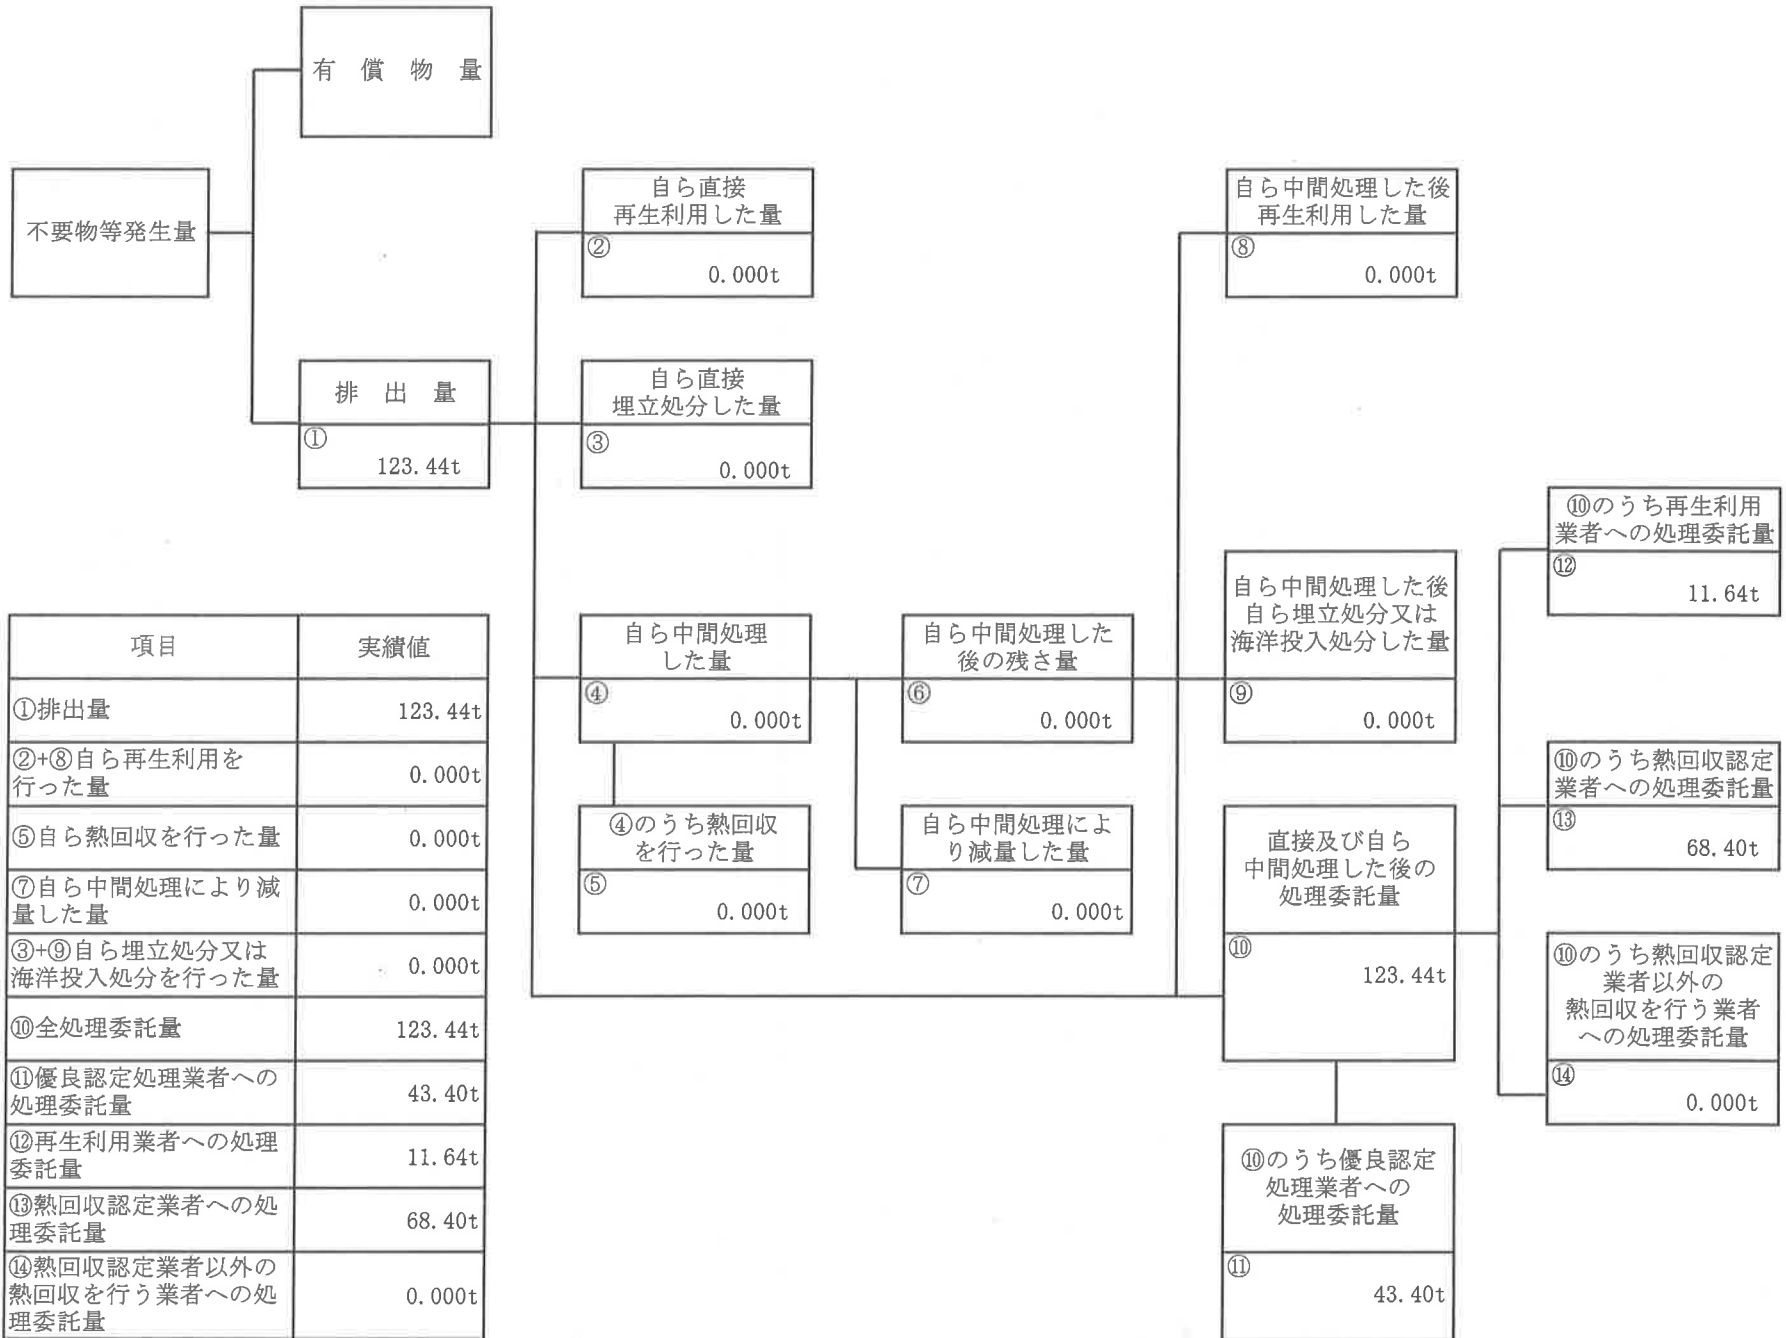 有償物量
不要物等発生量
排出量
①
123.44t
自ら直接
再生利用した量
②
0.000t
自ら直接
埋立処分した量
③
0.000t
自ら中間処理
した量
④
0.000t
④のうち熱回収
を行った量
⑤
0.000t
自ら中間処理した
後の残さ量
⑥
0.000t
自ら中間処理によ
り減量した量
⑦
0.000t
自ら中間処理した後
再生利用した量
⑧
0.000t
自ら中間処理した後
自ら埋立処分又は
海洋投入処分した量
⑨
0.000t
直接及び自ら
中間処理した後の
処理委託量
⑩
123.44t
⑩のうち優良認定
処理業者への
処理委託量
⑪
43.40t
⑩のうち再生利用
業者への処理委託量
⑫
11.64t
⑩のうち熱回収認定
業者への処理委託量
⑬
68.40t
⑩のうち熱回収認定
業者以外の
熱回収を行う業者
への処理委託量
⑭
0.000t
項目 実績値
①排出量 123.44t
②+⑧自ら再生利用を
行った量 0.000t
⑤自ら熱回収を行った量 0.000t
⑦自ら中間処理により減
量した量 0.000t
③+⑨自ら埋立処分又は
海洋投入処分を行った量 0.000t
⑩全処理委託量 123.44t
⑪優良認定処理業者への
処理委託量 43.40t
⑫再生利用業者への処理
委託量 11.64t
⑬熱回収認定業者への処
理委託量 68.40t
⑭熱回収認定業者以外の
熱回収を行う業者への処
理委託量 0.000t